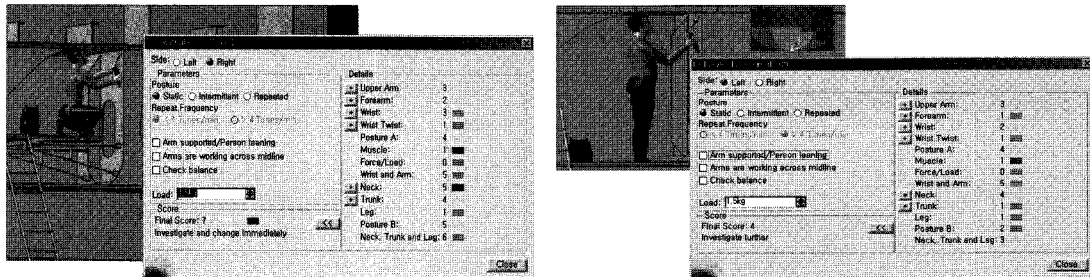 Side: Left Right
Parameters
Posture
Static Intermittent Repeated
Repeat Frequency
Arm supported/Person leaning
Arms are working across midline
Check balance
Load:
Score
Final Score: 7
Investigate and change immediately
<<
Details
Upper Arm: 3
Forearm: 2
Wrist: 3
Wrist Twist: 1
Posture A: 4
Muscle: 1
Force/Load: 0
Wrist and Arm: 5
Neck: 5
Trunk: 4
Leg: 1
Posture B: 5
Neck, Trunk and Leg: 6
Close
Side: Left Right
Parameters
Posture
Static Intermittent Repeated
Repeat Frequency
Arm supported/Person leaning
Arms are working across midline
Check balance
Load: 1.5kg
Score
Final Score: 4
Investigate further
<<
Details
Upper Arm: 3
Forearm: 1
Wrist: 2
Wrist Twist: 1
Posture A: 4
Muscle: 1
Force/Load: 0
Wrist and Arm: 5
Neck: 4
Trunk: 1
Leg: 1
Posture B: 2
Neck, Trunk and Leg: 3
Close